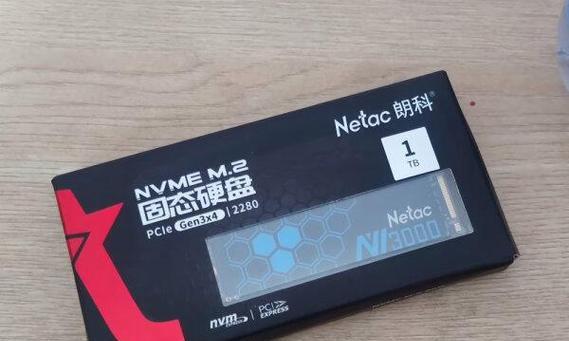 Netac 朗科®
1
TB
NVME M.2
固态硬盘
PCIe Gen3x4 | 2280
Netac
NV3000
nvm EXPRESS | PCI EXPRESS